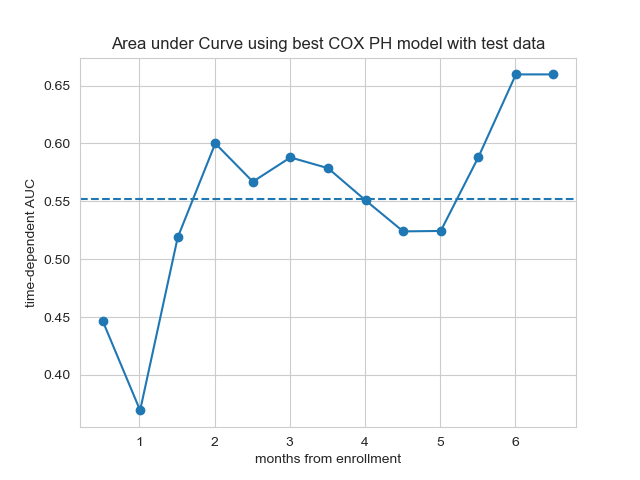 Area under Curve using best COX PH model with test data
time-dependent AUC
0.65
0.60
0.55
0.50
0.45
0.40
1 2 3 4 5 6
months from enrollment